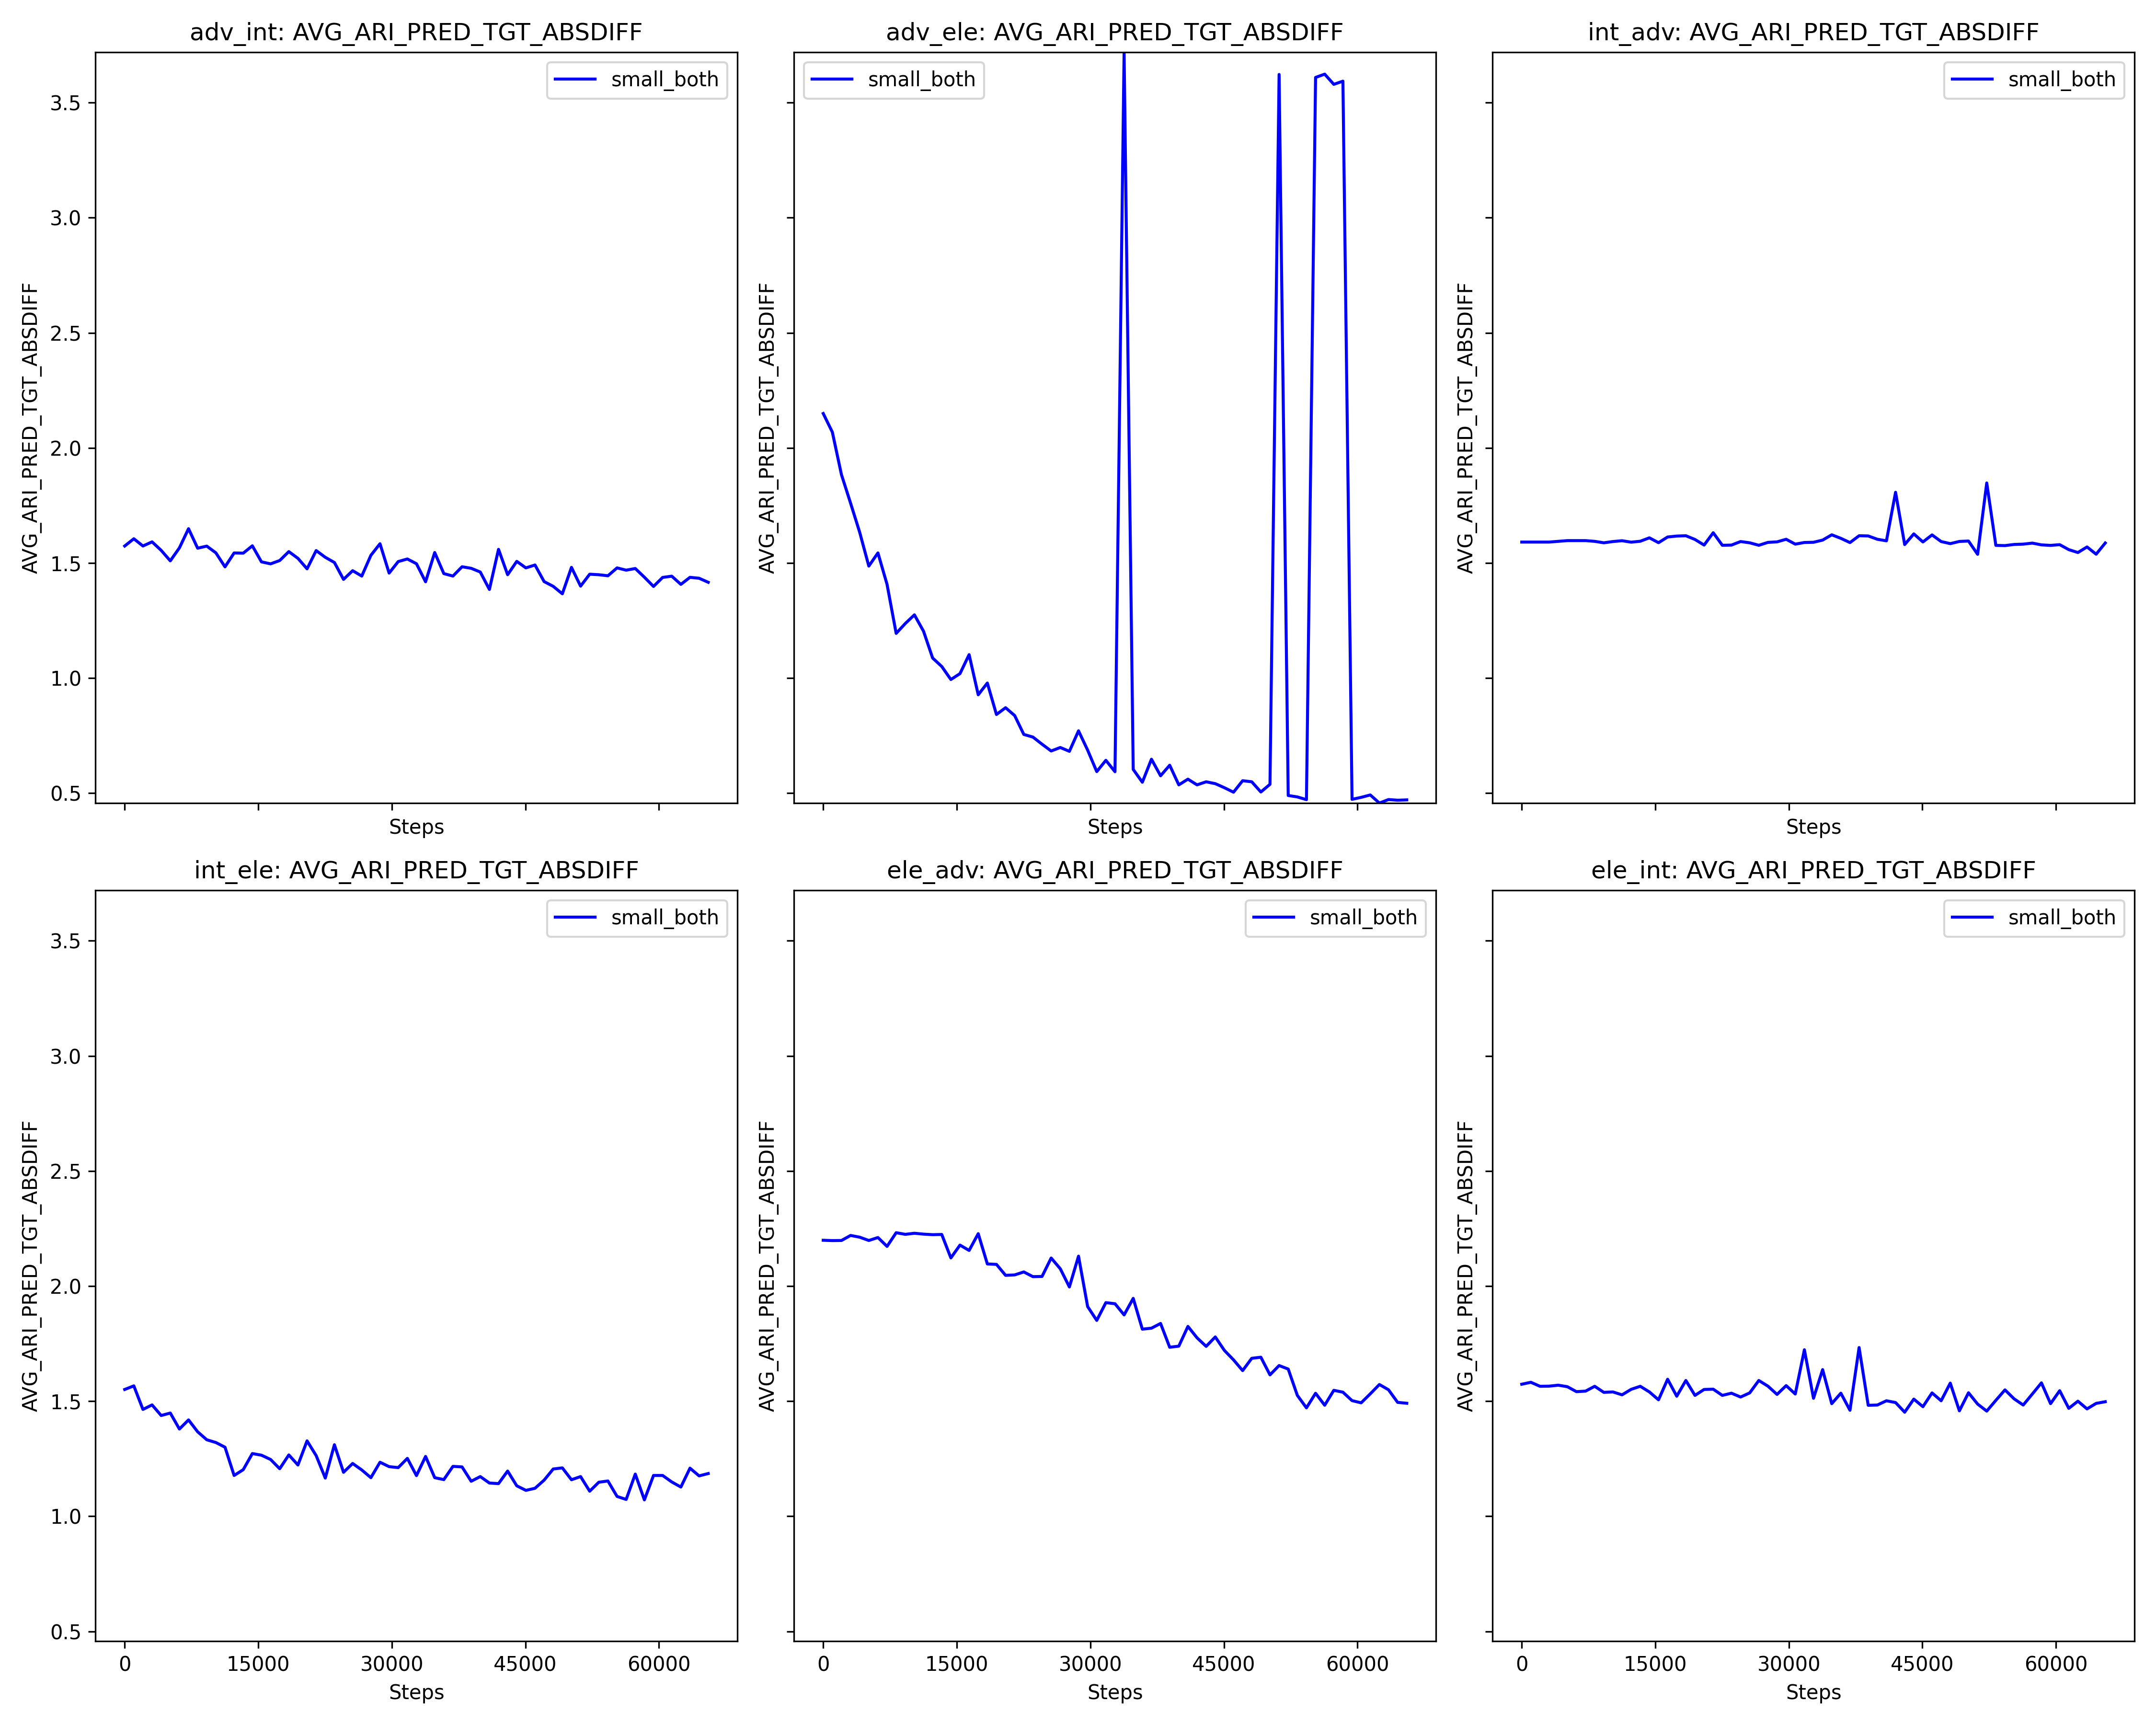 adv_int: AVG_ARI_PRED_TGT_ABSDIFF
adv_ele: AVG_ARI_PRED_TGT_ABSDIFF
int_adv: AVG_ARI_PRED_TGT_ABSDIFF
small_both
small_both
small_both
AVG_ARI_PRED_TGT_ABSDIFF
AVG_ARI_PRED_TGT_ABSDIFF
AVG_ARI_PRED_TGT_ABSDIFF
3.5
3.0
2.5
2.0
1.5
1.0
0.5
Steps
Steps
Steps
int_ele: AVG_ARI_PRED_TGT_ABSDIFF
ele_adv: AVG_ARI_PRED_TGT_ABSDIFF
ele_int: AVG_ARI_PRED_TGT_ABSDIFF
small_both
small_both
small_both
AVG_ARI_PRED_TGT_ABSDIFF
AVG_ARI_PRED_TGT_ABSDIFF
AVG_ARI_PRED_TGT_ABSDIFF
3.5
3.0
2.5
2.0
1.5
1.0
0.5
0 15000 30000 45000 60000
0 15000 30000 45000 60000
0 15000 30000 45000 60000
Steps
Steps
Steps